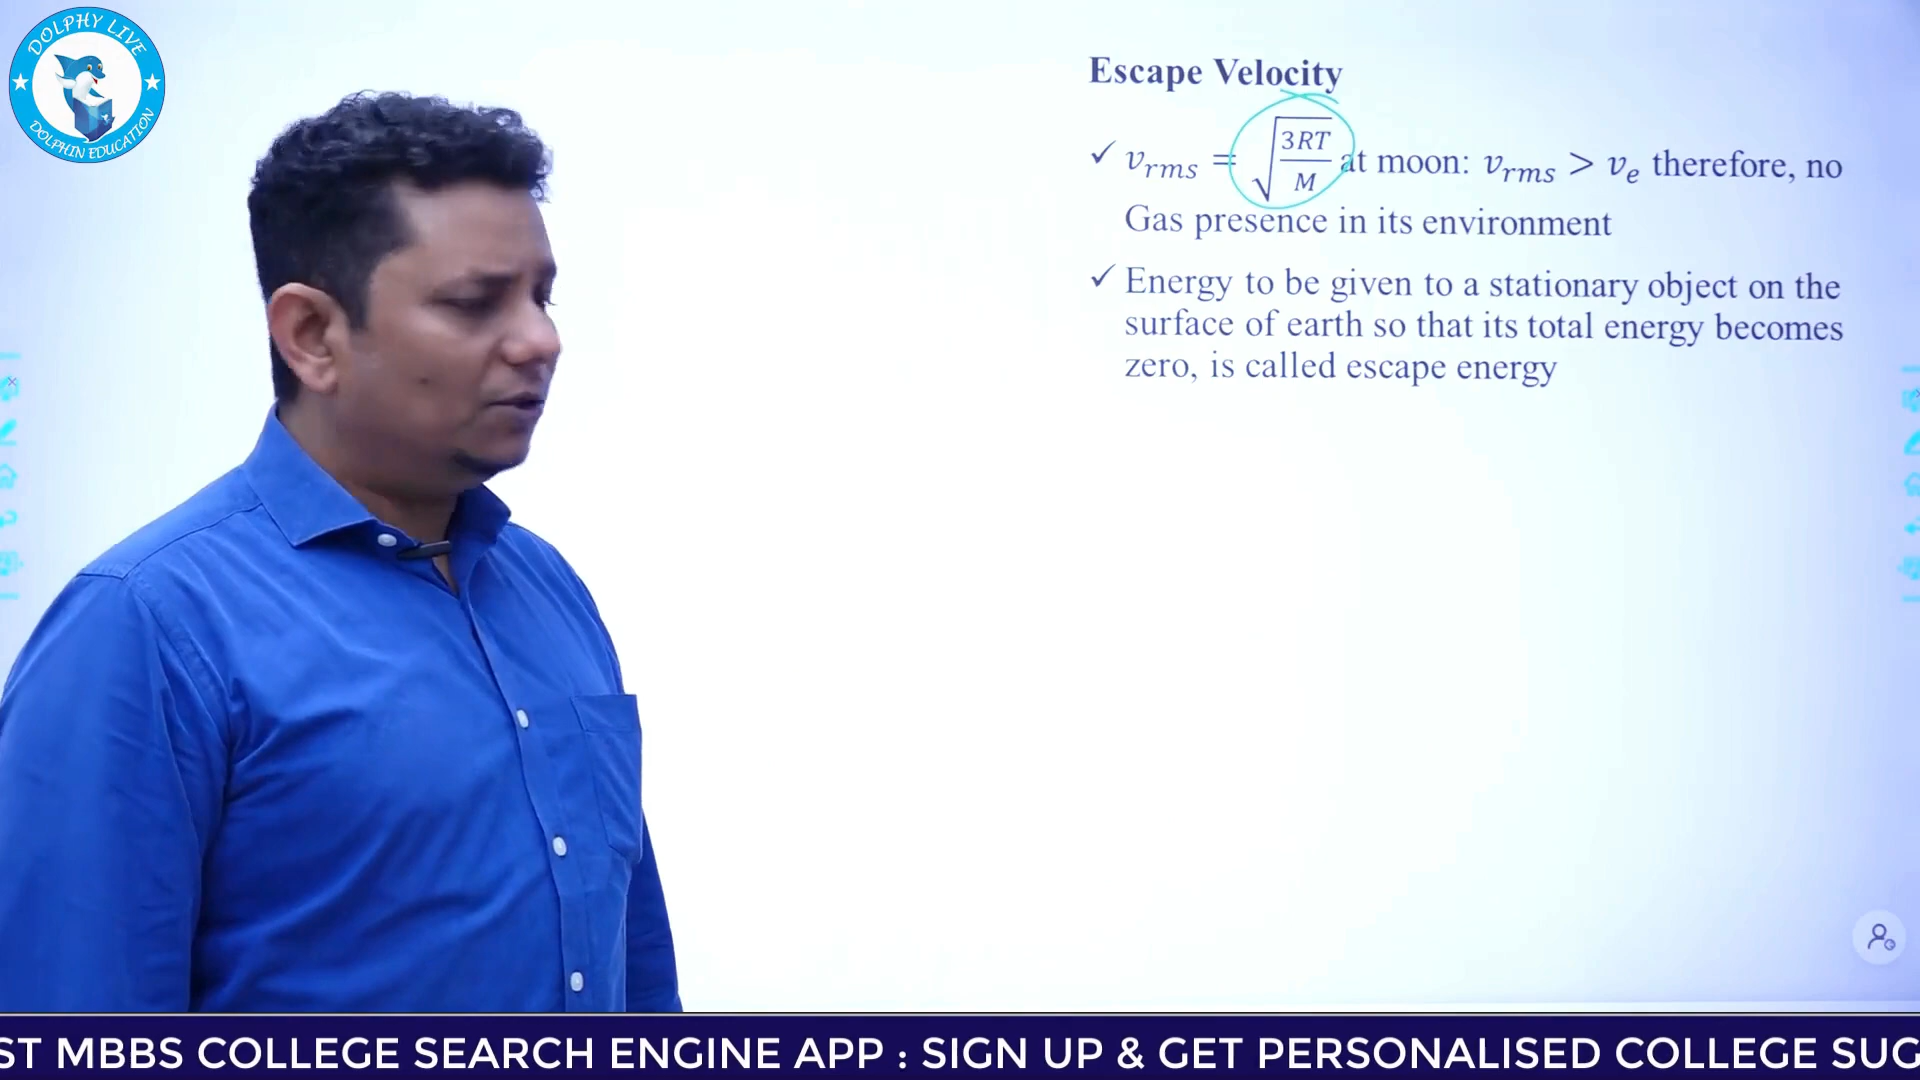 DOLPHY LIVE
DOLPHIN EDUCATION
Escape Velocity
✓ v_rms = √(3RT/M) at moon: v_rms > v_e therefore, no
Gas presence in its environment
✓ Energy to be given to a stationary object on the
surface of earth so that its total energy becomes
zero, is called escape energy
ST MBBS COLLEGE SEARCH ENGINE APP : SIGN UP & GET PERSONALISED COLLEGE SUG